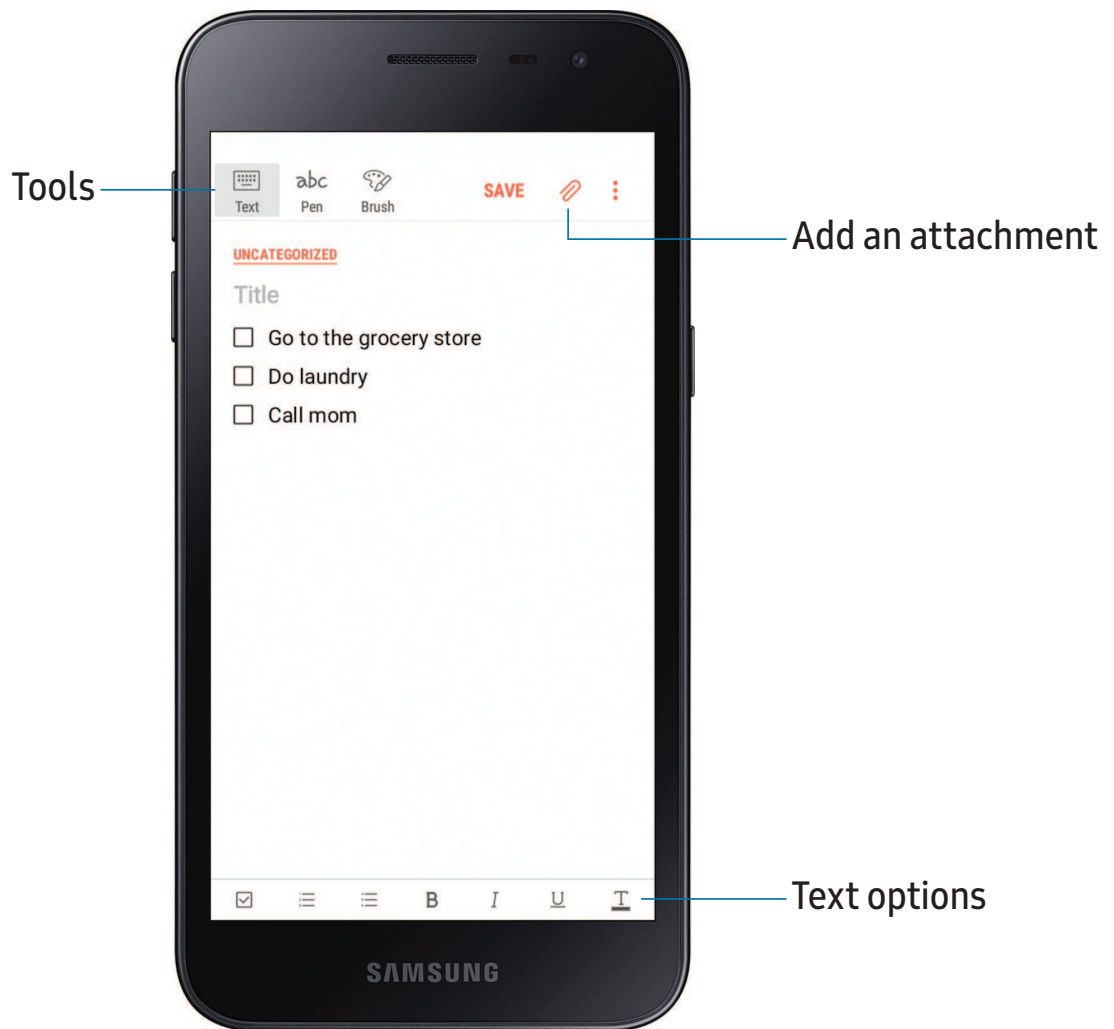 Tools
abc
Text Pen Brush
SAVE
Add an attachment
UNCATEGORIZED
Title
Go to the grocery store
Do laundry
Call mom
B I U T
Text options
SAMSUNG